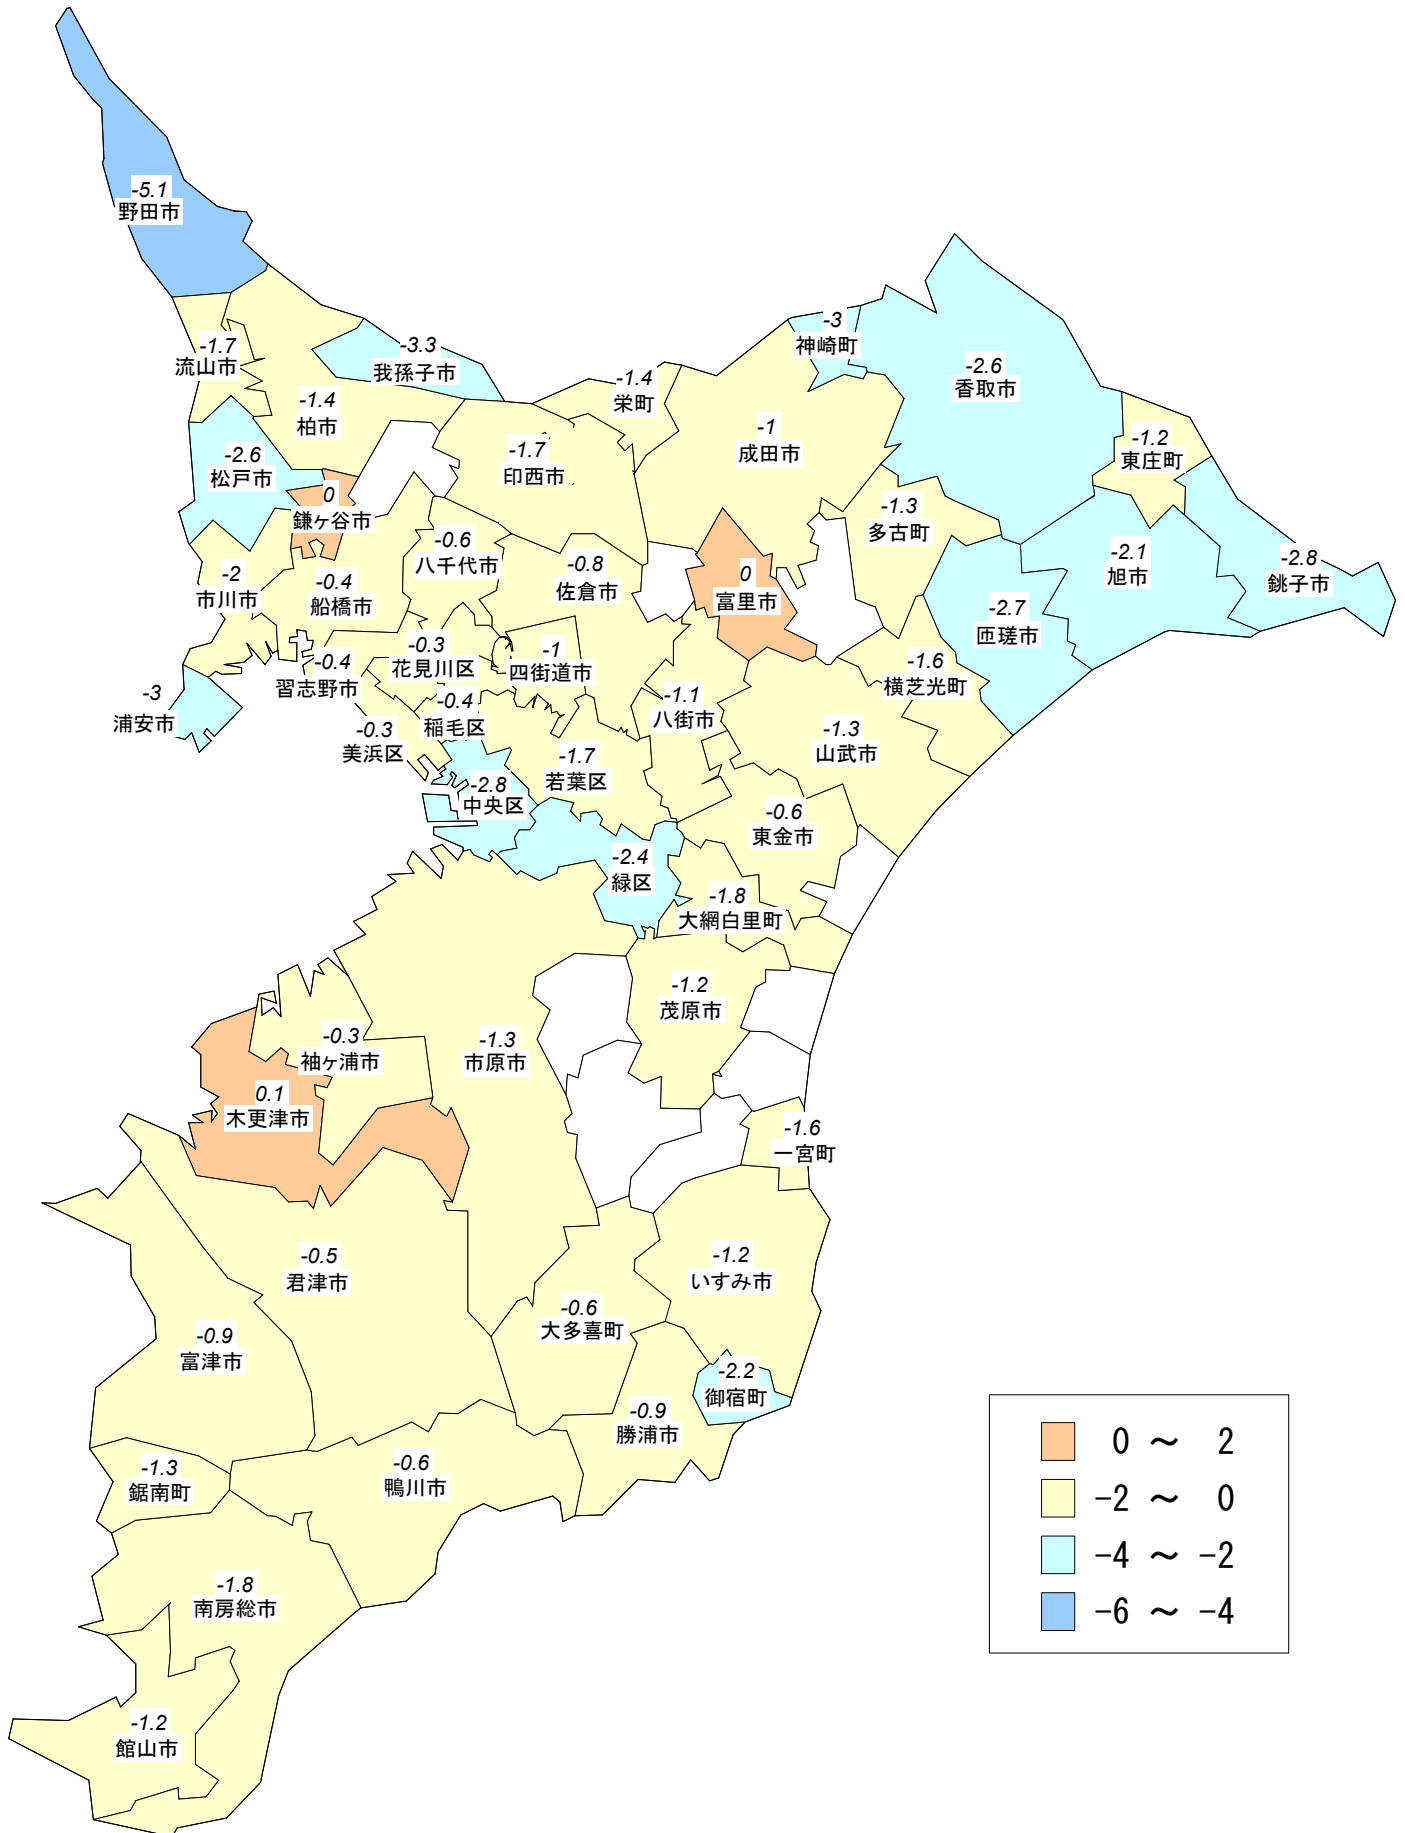 -5.1
野田市
-1.7
流山市
-3.3
我孫子市
-1.4
柏市
-1.4
栄町
-3
神崎町
-2.6
香取市
-1
成田市
-1.2
東庄町
-2.6
松戸市
-1.7
印西市
0
鎌ヶ谷市
-1.3
多古町
-0.6
八千代市
-0.8
佐倉市
-2.1
旭市
-2.8
銚子市
-2
市川市
-0.4
船橋市
0
富里市
-2.7
匝瑳市
-0.3
花見川区
-1
四街道市
-0.4
習志野市
-1.6
横芝光町
-3
浦安市
-0.4
稲毛区
-1.1
八街市
-0.3
美浜区
-1.3
山武市
-1.7
若葉区
-2.8
中央区
-0.6
東金市
-2.4
緑区
-1.8
大網白里町
-1.2
茂原市
-0.3
袖ヶ浦市
-1.3
市原市
0.1
木更津市
-1.6
一宮町
-0.5
君津市
-1.2
いすみ市
-0.6
大多喜町
-0.9
富津市
-2.2
御宿町
-0.9
勝浦市
-1.3
鋸南町
-0.6
鴨川市
-1.8
南房総市
-1.2
館山市
0 ～ 2
-2 ～ 0
-4 ～ -2
-6 ～ -4